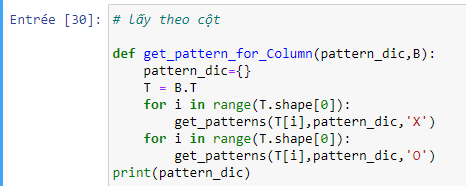 Entrée [30]: # lấy theo cột
def get_pattern_for_Column(pattern_dic,B):
    pattern_dic={}
    T = B.T
    for i in range(T.shape[0]):
        get_patterns(T[i],pattern_dic,'X')
    for i in range(T.shape[0]):
        get_patterns(T[i],pattern_dic,'O')
print(pattern_dic)